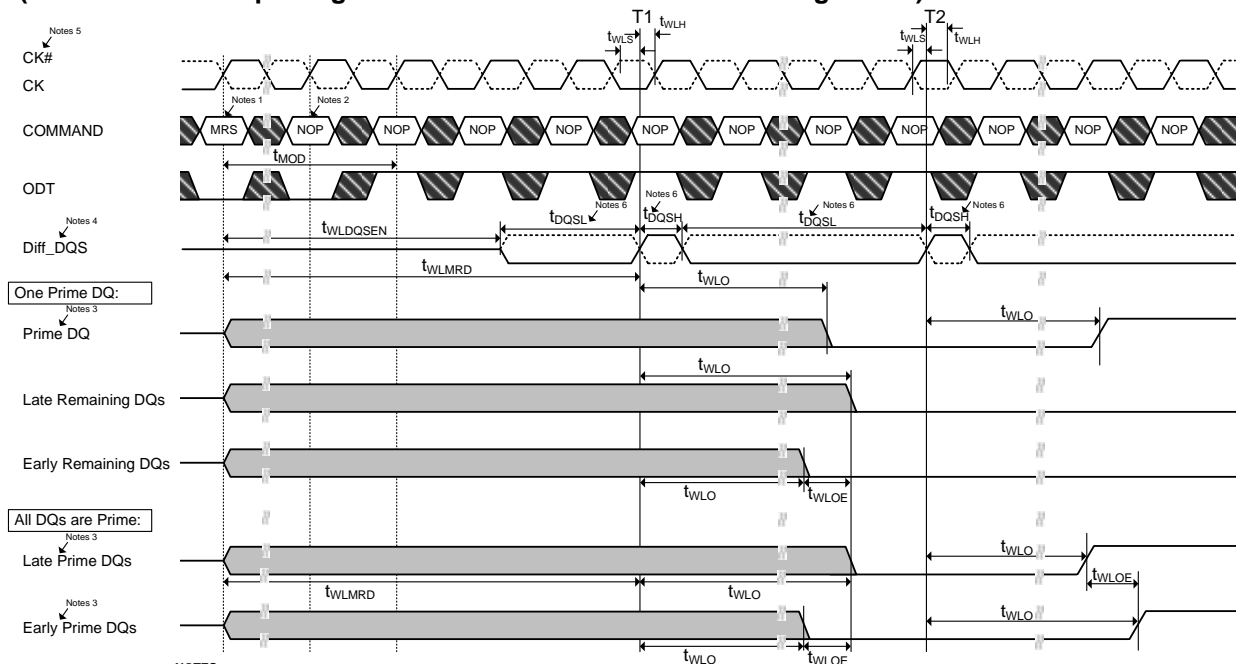 T1
T2
tWLS
tWLH
tWLS
tWLH
Notes 5
CK#
CK
Notes 1
Notes 2
COMMAND
MRS
NOP
NOP
NOP
NOP
NOP
NOP
NOP
NOP
NOP
NOP
NOP
tMOD
ODT
Notes 6
Notes 6
Notes 6
Notes 6
tDQSL
tDQSH
tDQSL
tDQSH
Notes 4
Diff_DQS
tWLDQSEN
tWLMRD
tWLO
One Prime DQ:
Notes 3
Prime DQ
tWLO
tWLO
Late Remaining DQs
Early Remaining DQs
tWLO
tWLOE
All DQs are Prime:
Notes 3
Late Prime DQs
tWLO
tWLMRD
tWLO
tWLOE
Notes 3
Early Prime DQs
tWLO
tWLO
tWLOE